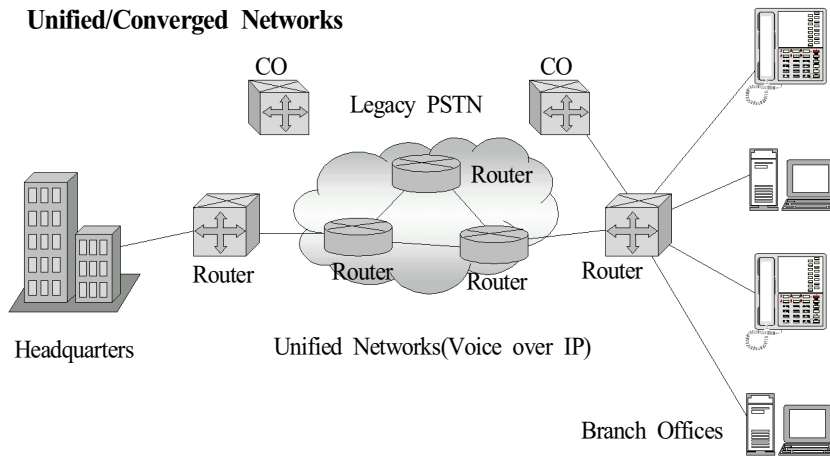 Unified/Converged Networks
CO
CO
Legacy PSTN
Router
Router
Router
Router
Router
Headquarters
Unified Networks(Voice over IP)
Branch Offices